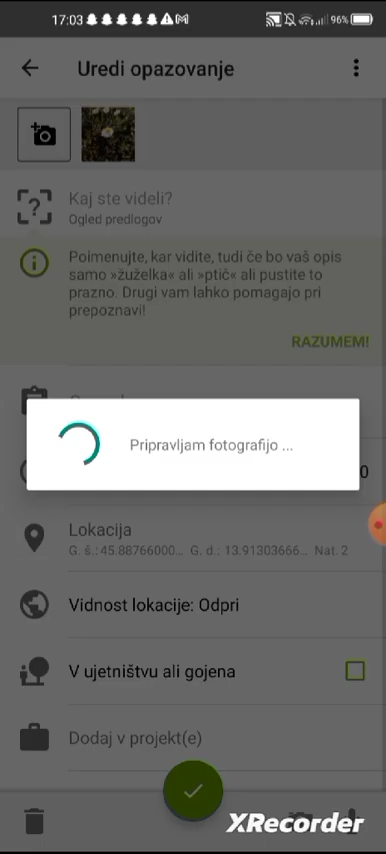 17:03
96%
Uredi opazovanje
Kaj ste videli?
Ogled predlogov
Poimenujte, kar vidite, tudi če bo vaš opis
samo »žuželka« ali »ptič« ali pustite to
prazno. Drugi vam lahko pomagajo pri
prepoznavi!
RAZUMEM!
Pripravljam fotografijo ...
0
Lokacija
G. š.: 45.88766000... G. d.: 13.91303666... Nat. 2
Vidnost lokacije: Odpri
V ujetništvu ali gojena
Dodaj v projekt(e)
XRecorder